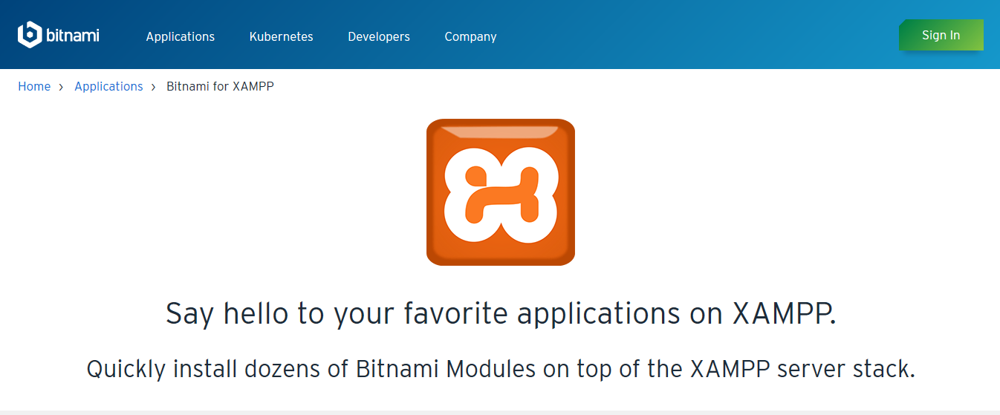 bitnami Applications Kubernetes Developers Company Sign In
Home › Applications › Bitnami for XAMPP
Say hello to your favorite applications on XAMPP.
Quickly install dozens of Bitnami Modules on top of the XAMPP server stack.